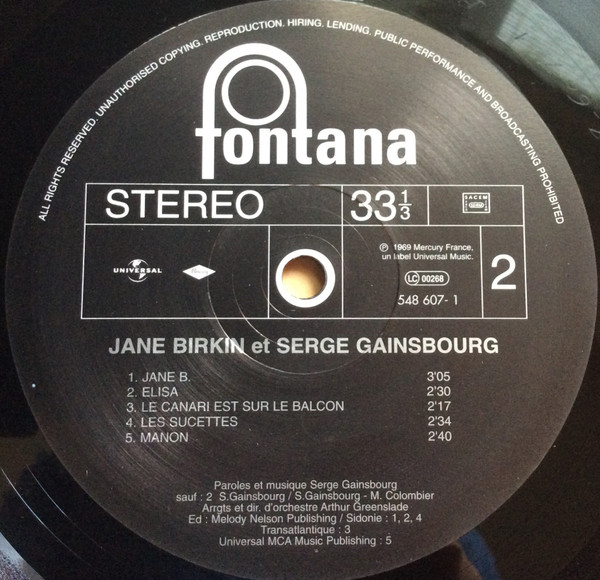 ALL RIGHTS RESERVED. UNAUTHORISED COPYING. REPRODUCTION. HIRING. LENDING. PUBLIC PERFORMANCE AND BROADCASTING PROHIBITED
fontana
STEREO
33 1/3
SACEM
℗ 1969 Mercury France,
un label Universal Music.
UNIVERSAL
LC 00268
2
548 607-1
JANE BIRKIN et SERGE GAINSBOURG
1. JANE B. 3'05
2. ELISA 2'30
3. LE CANARI EST SUR LE BALCON 2'17
4. LES SUCETTES 2'34
5. MANON 2'40
Paroles et musique Serge Gainsbourg
sauf : 2 S.Gainsbourg / S.Gainsbourg - M. Colombier
Arrgts et dir. d'orchestre Arthur Greenslade
Ed : Melody Nelson Publishing / Sidonie : 1, 2, 4
Transatlantique : 3
Universal MCA Music Publishing : 5